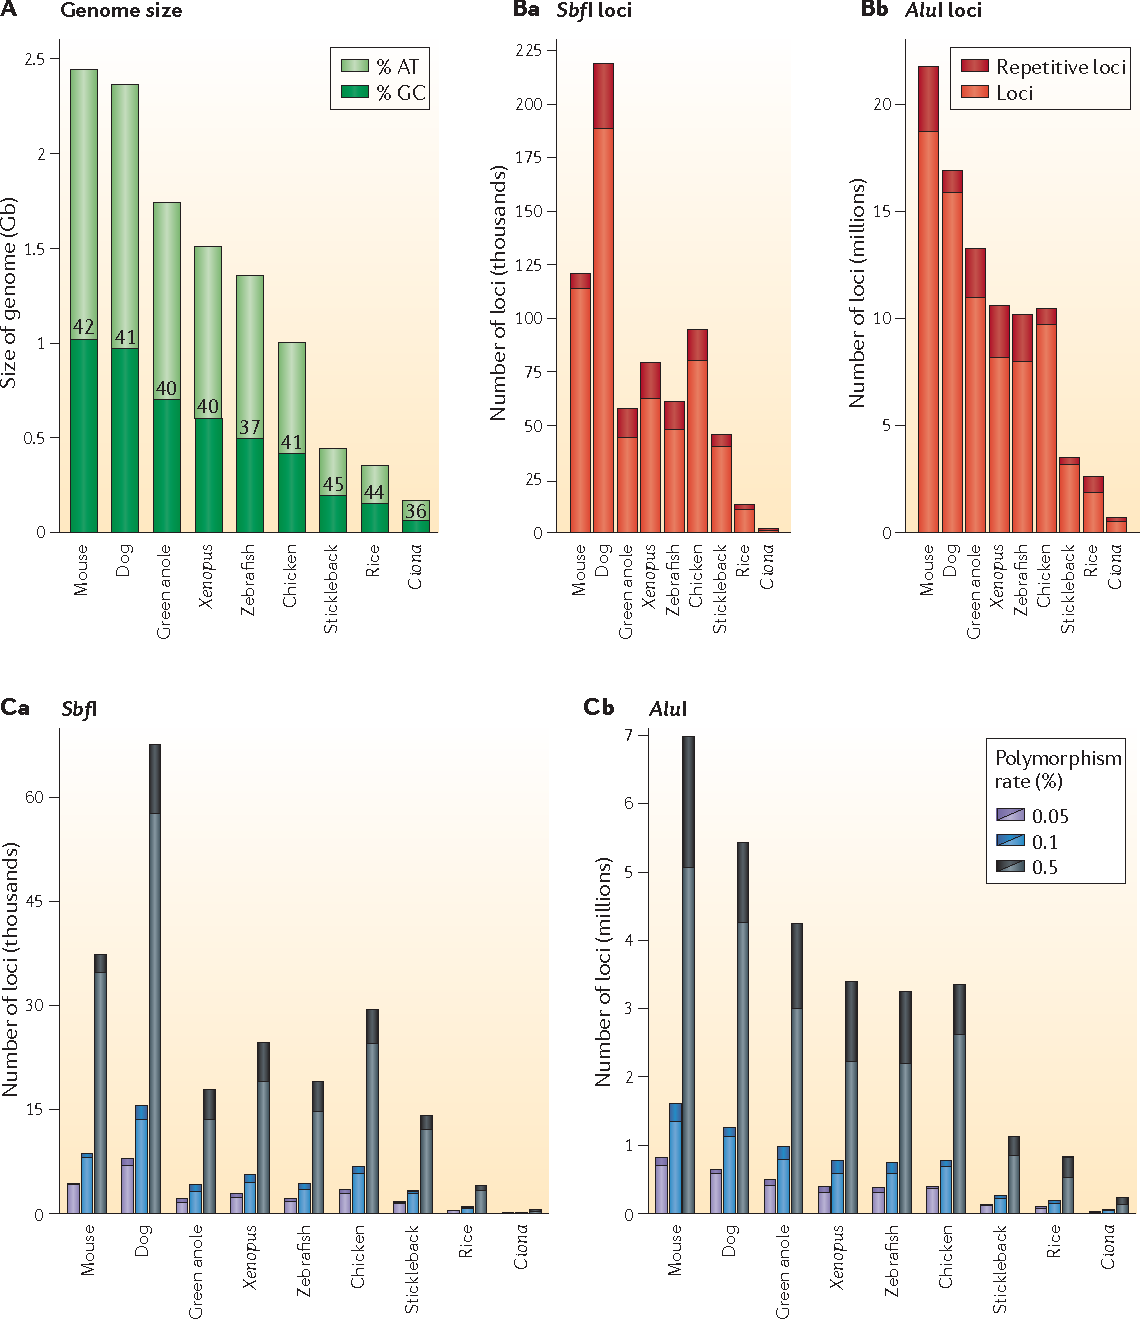 A Genome size
2.5
2
1.5
1
0.5
0
Size of genome (Gb)
% AT
% GC
42
41
40
40
37
41
45
44
36
Mouse
Dog
Green anole
Xenopus
Zebrafish
Chicken
Stickleback
Rice
Ciona
Ba SbfI loci
225
200
175
150
125
100
75
50
25
0
Number of loci (thousands)
Mouse
Dog
Green anole
Xenopus
Zebrafish
Chicken
Stickleback
Rice
Ciona
Bb AluI loci
20
15
10
5
0
Number of loci (millions)
Repetitive loci
Loci
Mouse
Dog
Green anole
Xenopus
Zebrafish
Chicken
Stickleback
Rice
Ciona
Ca SbfI
60
45
30
15
0
Number of loci (thousands)
Mouse
Dog
Green anole
Xenopus
Zebrafish
Chicken
Stickleback
Rice
Ciona
Cb AluI
7
6
5
4
3
2
1
0
Number of loci (millions)
Polymorphism
rate (%)
0.05
0.1
0.5
Mouse
Dog
Green anole
Xenopus
Zebrafish
Chicken
Stickleback
Rice
Ciona